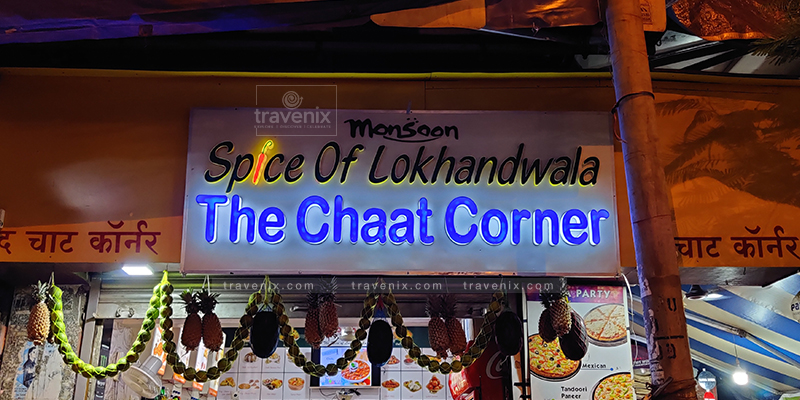 travenix
Monsoon
Spice Of Lokhandwala
The Chaat Corner
चाट कॉर्नर
चाट कॉर्नर
travenix.com travenix.com travenix.com
PARTY
Mexican
Tandoori
Paneer